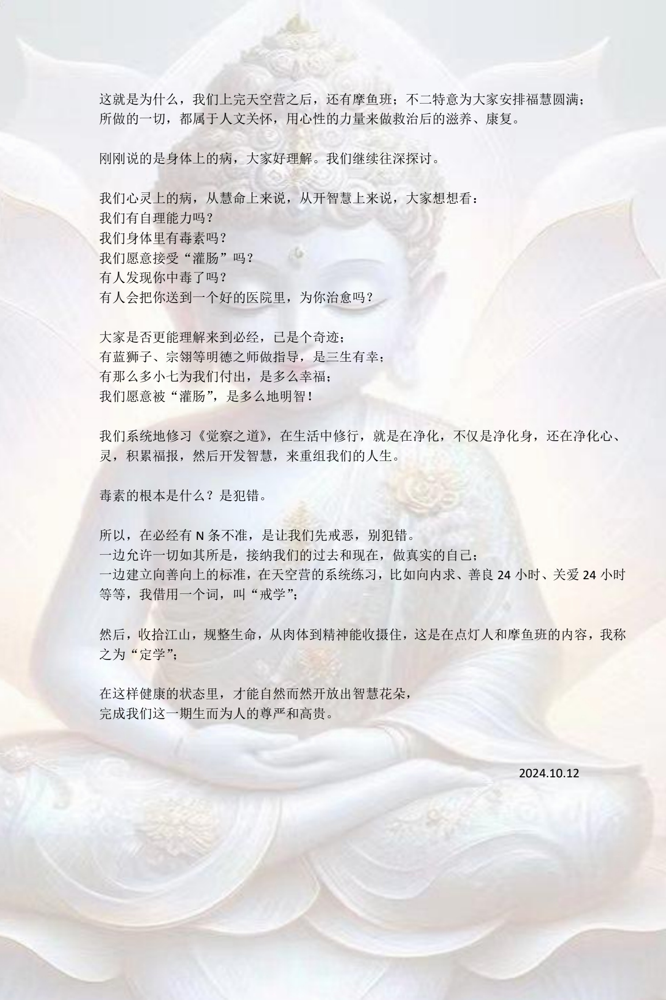 这就是为什么，我们上完天空营之后，还有摩鱼班；不二特意为大家安排福慧圆满；
所做的一切，都属于人文关怀，用心性的力量来做救治后的滋养、康复。
刚刚说的是身体上的病，大家好理解。我们继续往深探讨。
我们心灵上的病，从慧命上来说，从开智慧上来说，大家想想看：
我们有自理能力吗？
我们身体里有毒素吗？
我们愿意接受“灌肠”吗？
有人发现你中毒了吗？
有人会把你送到一个好的医院里，为你治愈吗？
大家是否更能理解来到必经，已是个奇迹；
有蓝狮子、宗翎等明德之师做指导，是三生有幸；
有那么多小七为我们付出，是多么幸福；
我们愿意被“灌肠”，是多么地明智！
我们系统地修习《觉察之道》，在生活中修行，就是在净化，不仅是净化身，还在净化心、
灵，积累福报，然后开发智慧，来重组我们的人生。
毒素的根本是什么？是犯错。
所以，在必经有 N 条不准，是让我们先戒恶，别犯错。
一边允许一切如其所是，接纳我们的过去和现在，做真实的自己；
一边建立向善向上的标准，在天空营的系统练习，比如向内求、善良 24 小时、关爱 24 小时
等等，我借用一个词，叫“戒学”；
然后，收拾江山，规整生命，从肉体到精神能收摄住，这是在点灯人和摩鱼班的内容，我称
之为“定学”；
在这样健康的状态里，才能自然而然开放出智慧花朵，
完成我们这一期生而为人的尊严和高贵。
2024.10.12